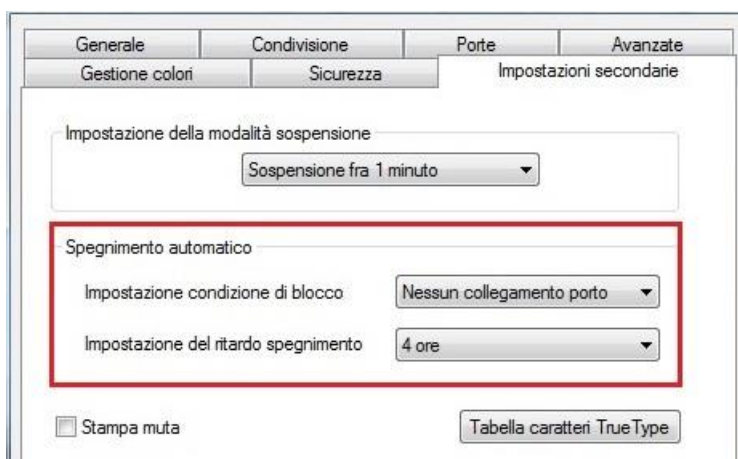 Generale Condivisione Porte Avanzate
Gestione colori Sicurezza Impostazioni secondarie
Impostazione della modalità sospensione
Sospensione fra 1 minuto
Spegnimento automatico
Impostazione condizione di blocco Nessun collegamento porto
Impostazione del ritardo spegnimento 4 ore
Stampa muta Tabella caratteri TrueType